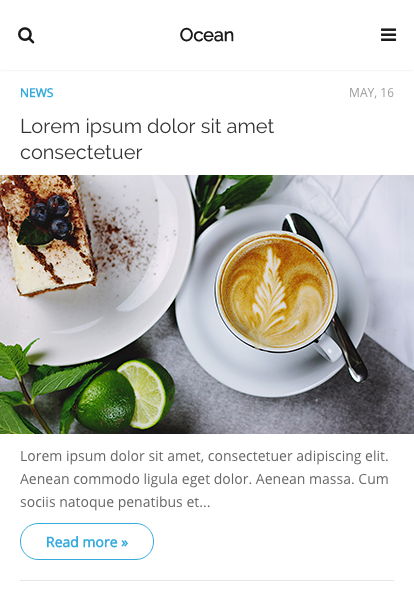 Ocean
NEWS
MAY, 16
Lorem ipsum dolor sit amet
consectetuer
Lorem ipsum dolor sit amet, consectetuer adipiscing elit.
Aenean commodo ligula eget dolor. Aenean massa. Cum
sociis natoque penatibus et...
Read more »